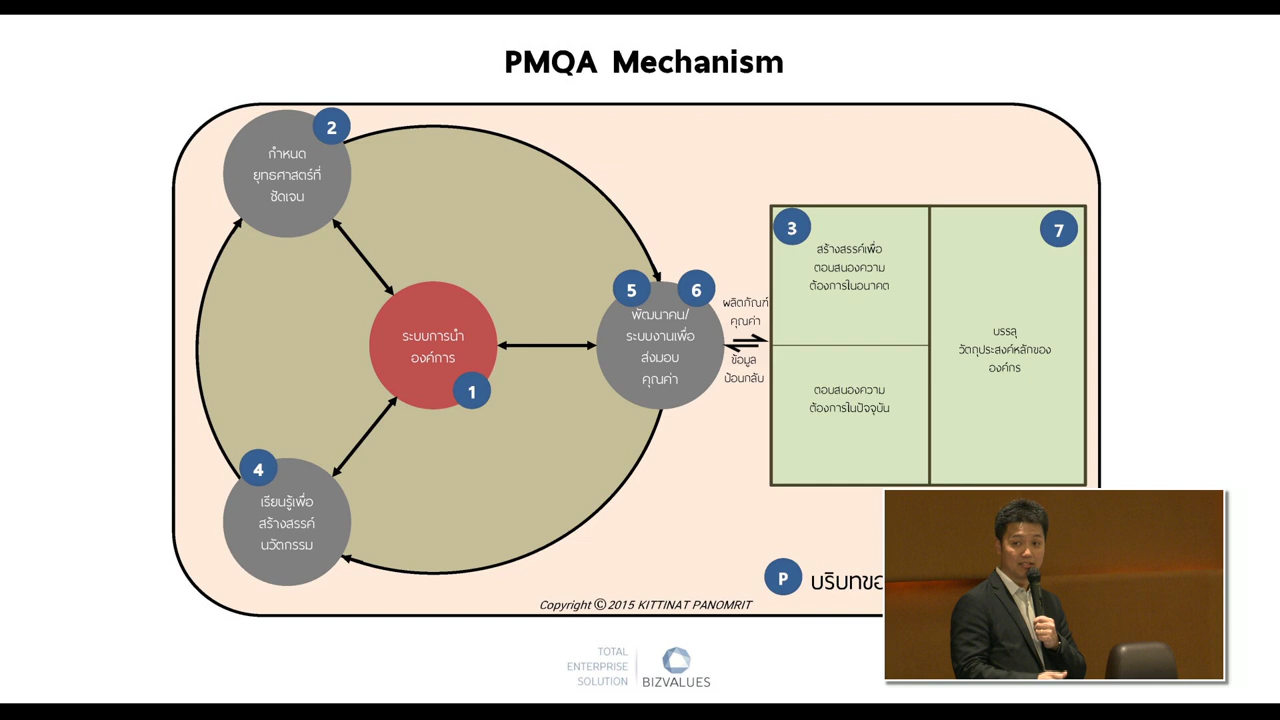 PMQA Mechanism
2
กำหนด
ยุทธศาสตร์ที่
ชัดเจน
ระบบการนำ
องค์การ
1
4
เรียนรู้เพื่อ
สร้างสรรค์
นวัตกรรม
5
6
พัฒนาคน/
ระบบงานเพื่อ
ส่งมอบ
คุณค่า
ผลิตภัณฑ์
คุณค่า
ข้อมูล
ป้อนกลับ
3
สร้างสรรค์เพื่อ
ตอบสนองความ
ต้องการในอนาคต
ตอบสนองความ
ต้องการในปัจจุบัน
7
บรรลุ
วัตถุประสงค์หลักของ
องค์กร
P
บริบทขอ
Copyright © 2015 KITTINAT PANOMRIT
TOTAL
ENTERPRISE
SOLUTION
BIZVALUES